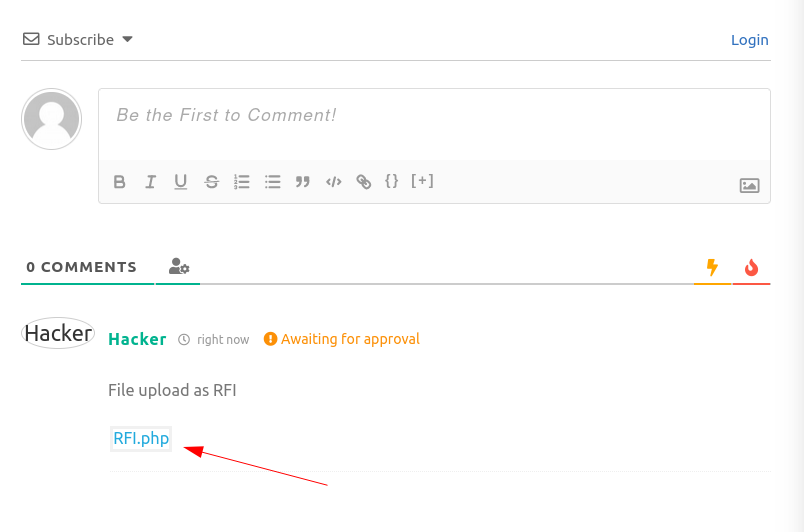 Subscribe Login
Be the First to Comment!
B I U S </> {} [+]
0 COMMENTS
Hacker Hacker right now Awaiting for approval
File upload as RFI
RFI.php